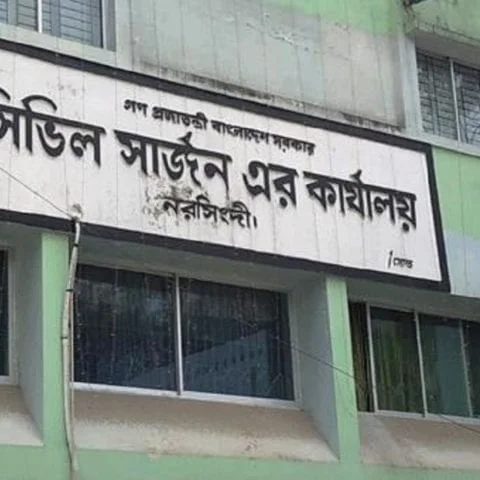 গণ প্রজাতন্ত্রী বাংলাদেশ সরকার
সিভিল সার্জন এর কার্যালয়
নরসিংদী।